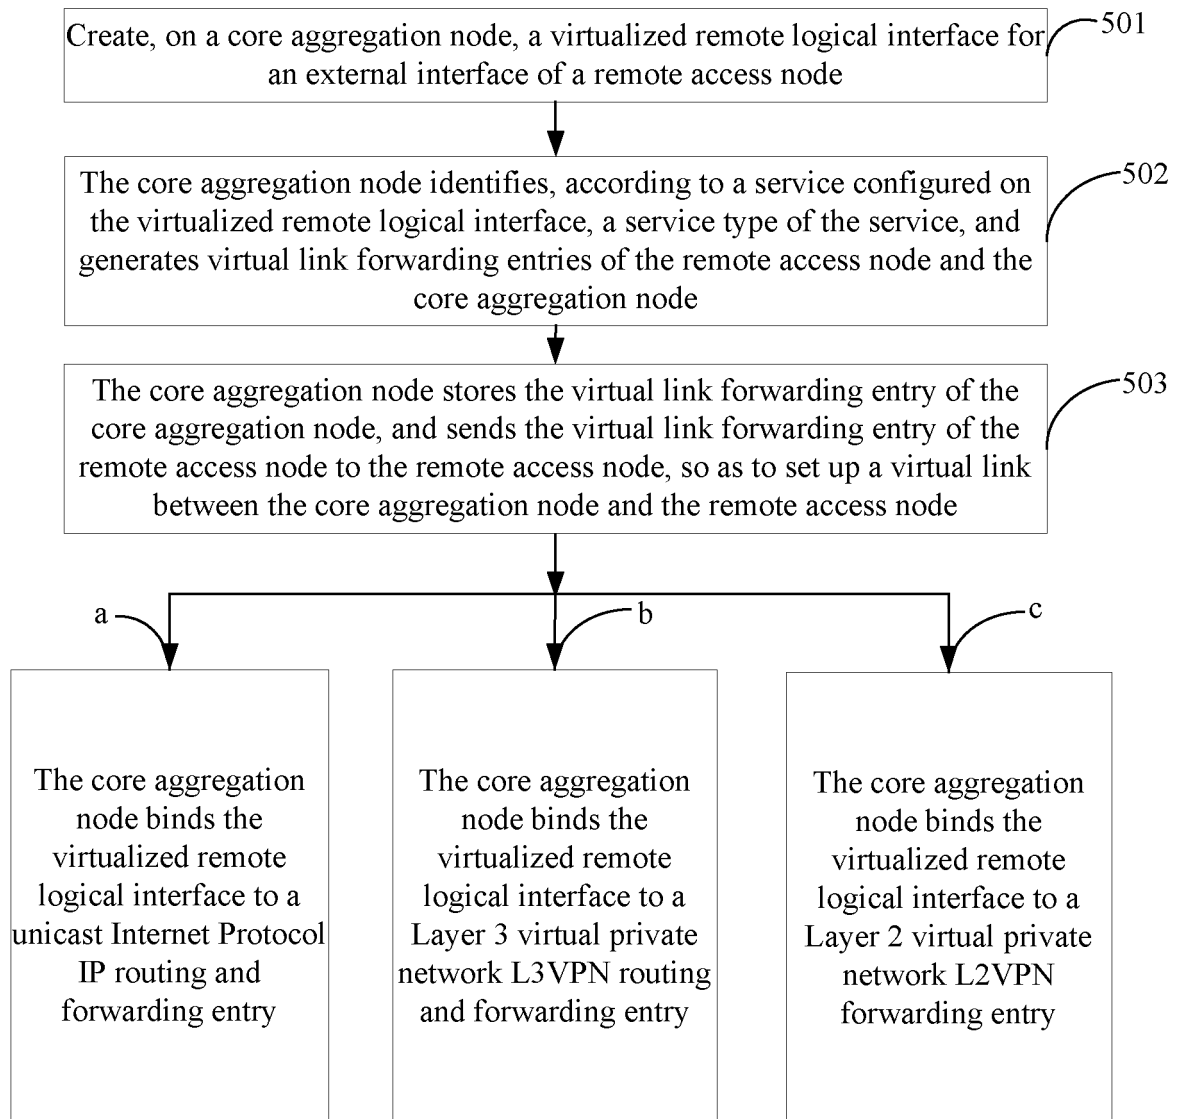 Create, on a core aggregation node, a virtualized remote logical interface for
an external interface of a remote access node
501
The core aggregation node identifies, according to a service configured on
the virtualized remote logical interface, a service type of the service, and
generates virtual link forwarding entries of the remote access node and the
core aggregation node
502
The core aggregation node stores the virtual link forwarding entry of the
core aggregation node, and sends the virtual link forwarding entry of the
remote access node to the remote access node, so as to set up a virtual link
between the core aggregation node and the remote access node
503
a
b
c
The core aggregation
node binds the
virtualized remote
logical interface to a
unicast Internet Protocol
IP routing and
forwarding entry
The core aggregation
node binds the
virtualized remote
logical interface to a
Layer 3 virtual private
network L3VPN routing
and forwarding entry
The core aggregation
node binds the
virtualized remote
logical interface to a
Layer 2 virtual private
network L2VPN
forwarding entry